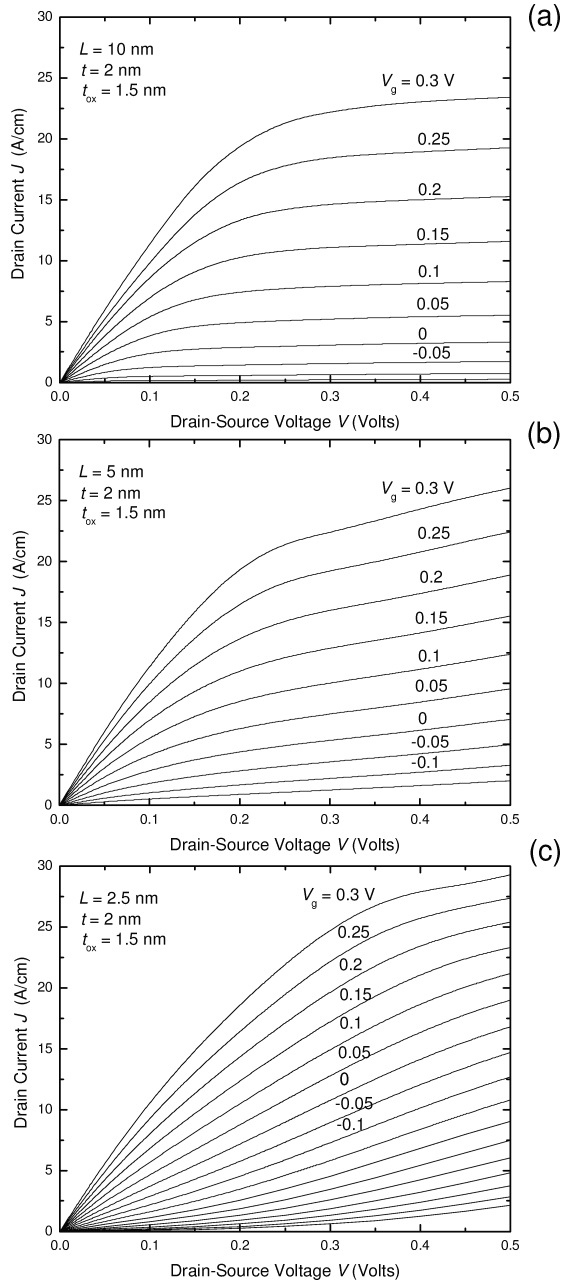 (a)
30
L = 10 nm
t = 2 nm
tox = 1.5 nm
Vg = 0.3 V
25
0.25
20
0.2
15
0.15
10
0.1
0.05
5
0
-0.05
0
0.0 0.1 0.2 0.3 0.4 0.5
Drain Current J (A/cm)
Drain-Source Voltage V (Volts)
(b)
30
L = 5 nm
t = 2 nm
tox = 1.5 nm
Vg = 0.3 V
25
0.25
20
0.2
15
0.15
0.1
10
0.05
0
5
-0.05
-0.1
0
0.0 0.1 0.2 0.3 0.4 0.5
Drain Current J (A/cm)
Drain-Source Voltage V (Volts)
(c)
30
L = 2.5 nm
t = 2 nm
tox = 1.5 nm
Vg = 0.3 V
25
0.25
0.2
20
0.15
0.1
15
0.05
0
10
-0.05
-0.1
5
0
0.0 0.1 0.2 0.3 0.4 0.5
Drain Current J (A/cm)
Drain-Source Voltage V (Volts)